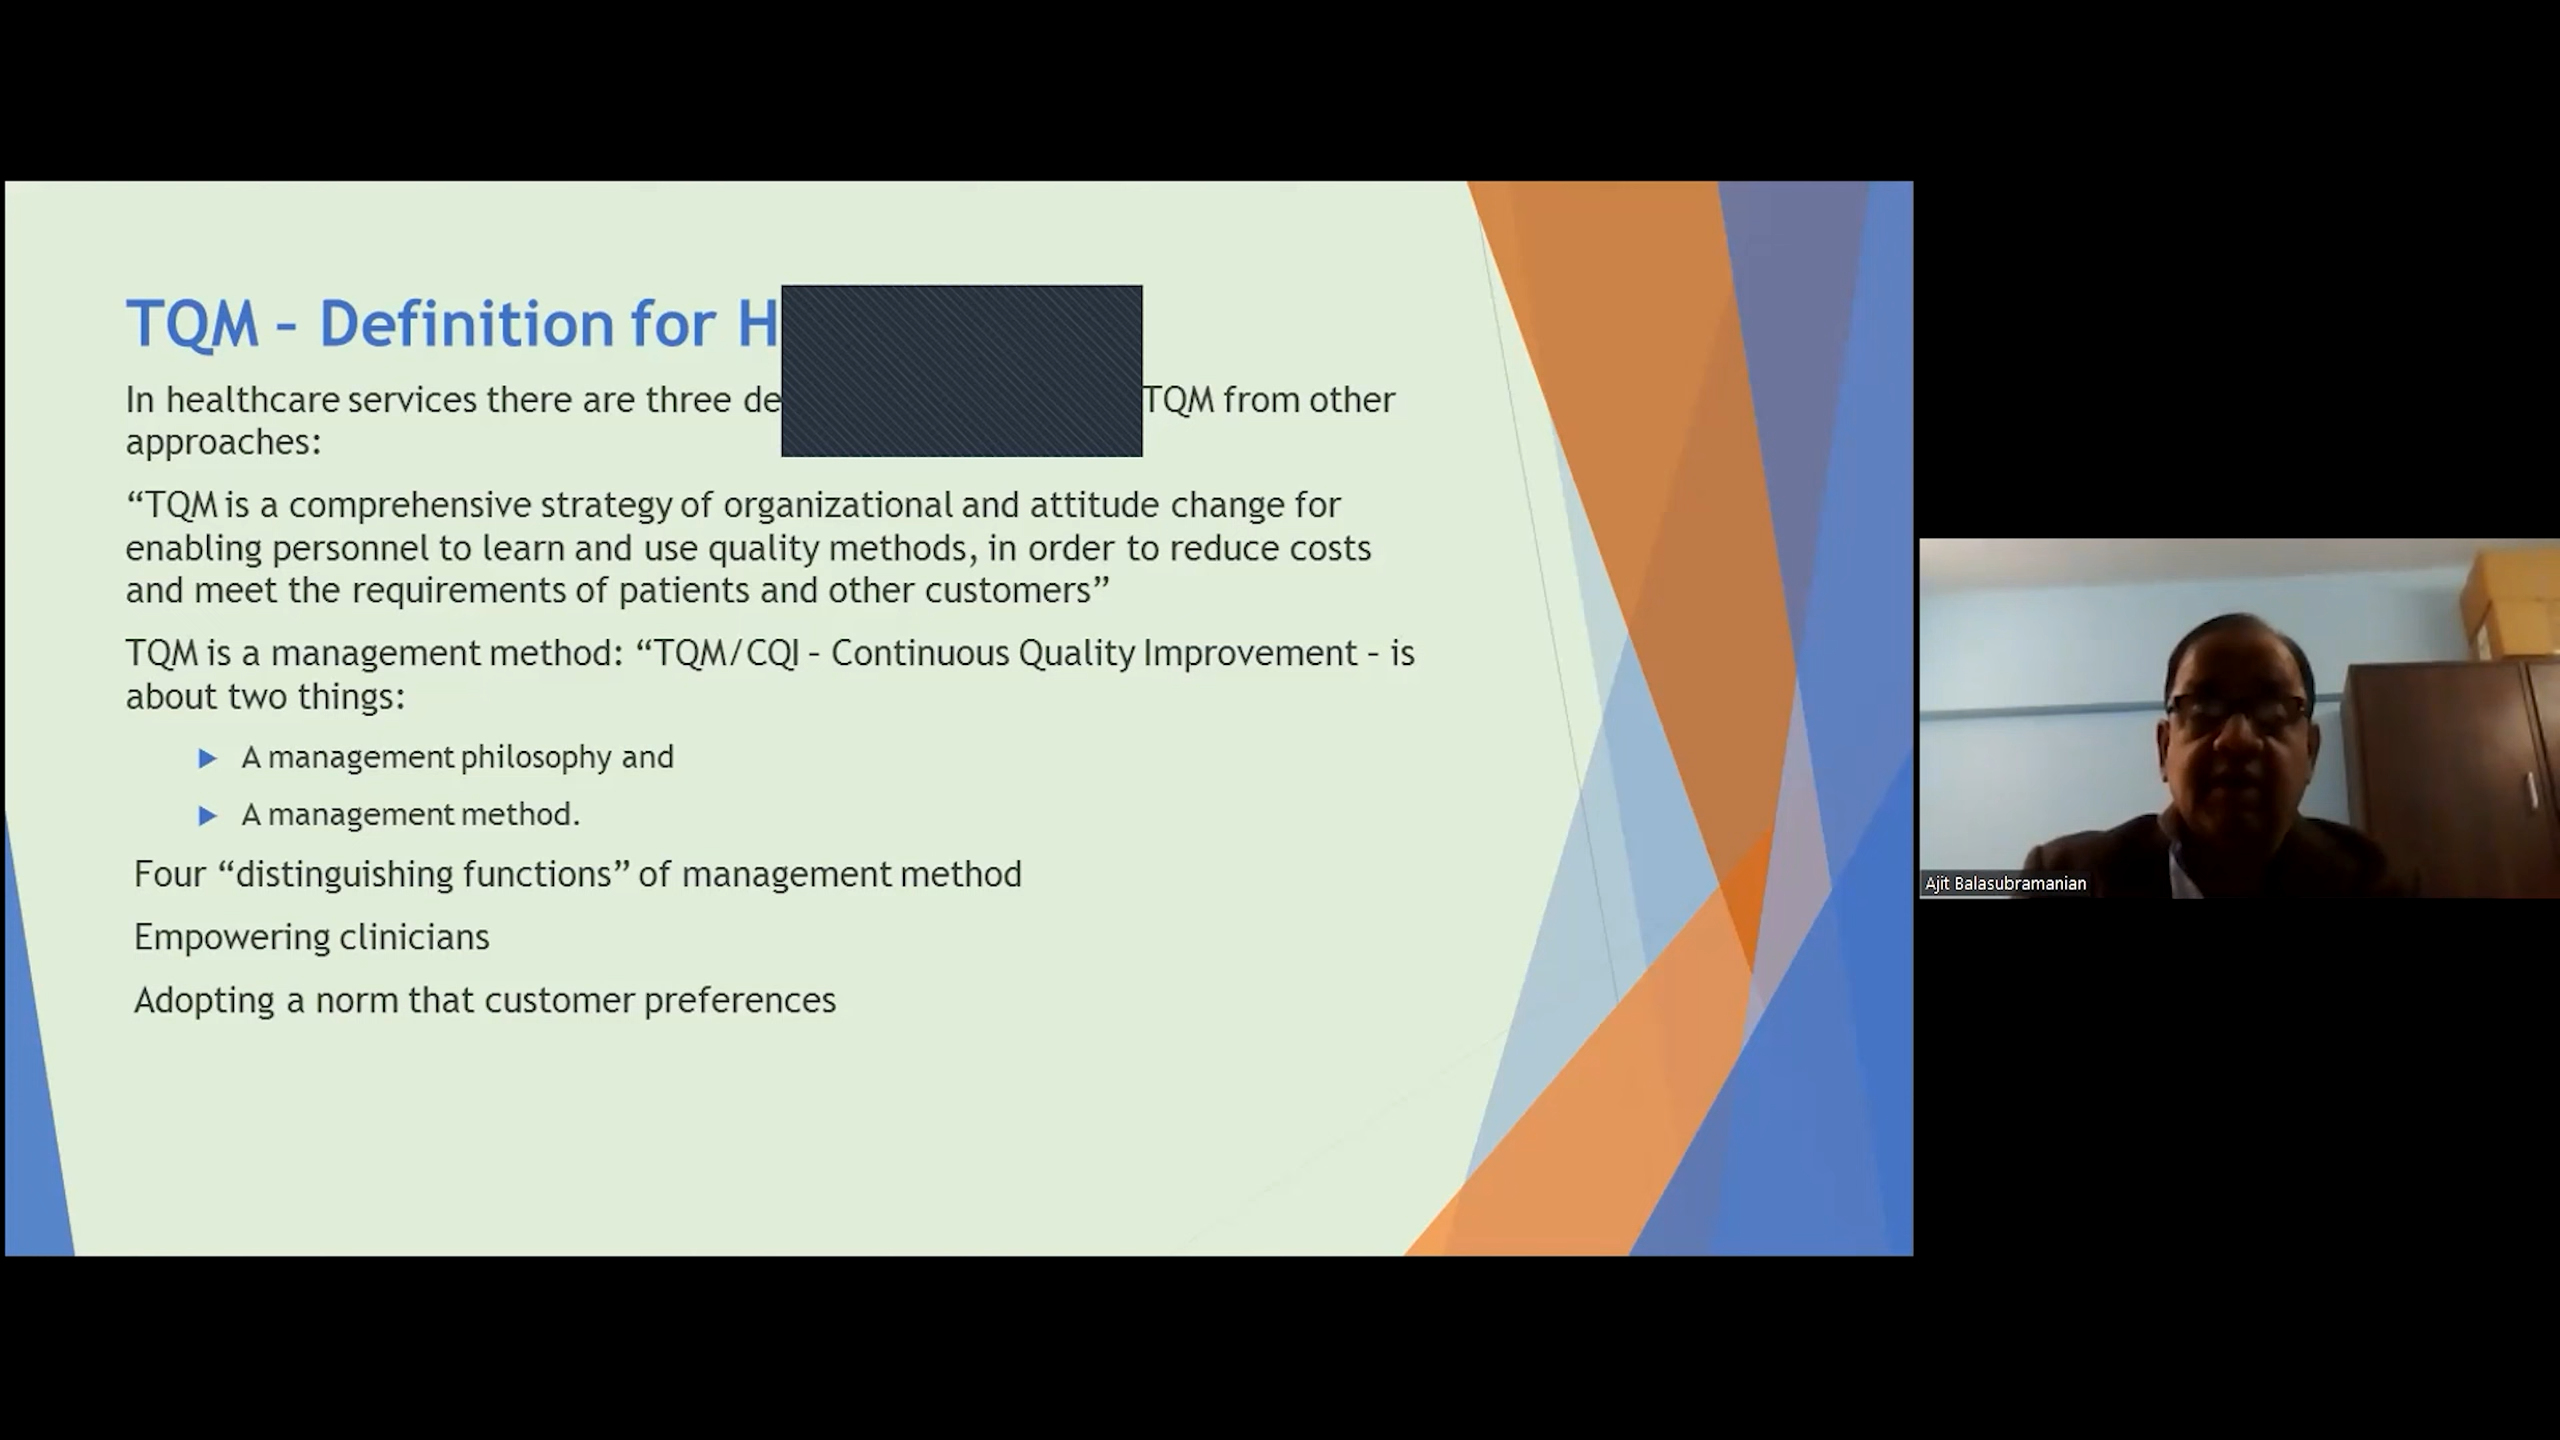 TQM – Definition for H
In healthcare services there are three de TQM from other
approaches:
“TQM is a comprehensive strategy of organizational and attitude change for
enabling personnel to learn and use quality methods, in order to reduce costs
and meet the requirements of patients and other customers”
TQM is a management method: “TQM/CQI – Continuous Quality Improvement – is
about two things:
A management philosophy and
A management method.
Four “distinguishing functions” of management method
Empowering clinicians
Adopting a norm that customer preferences
Ajit Balasubramanian